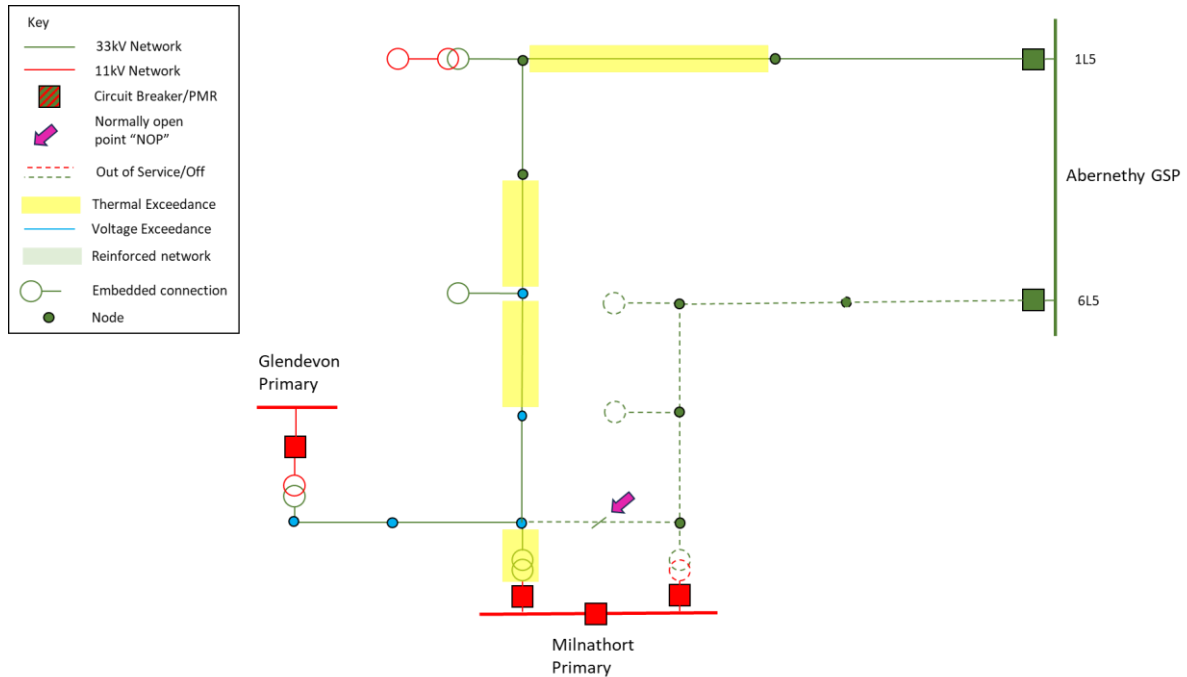 Key
33kV Network
11kV Network
Circuit Breaker/PMR
Normally open
point “NOP”
Out of Service/Off
Thermal Exceedance
Voltage Exceedance
Reinforced network
Embedded connection
Node
1L5
Abernethy GSP
6L5
Glendevon
Primary
Milnathort
Primary